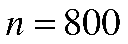 n = 800